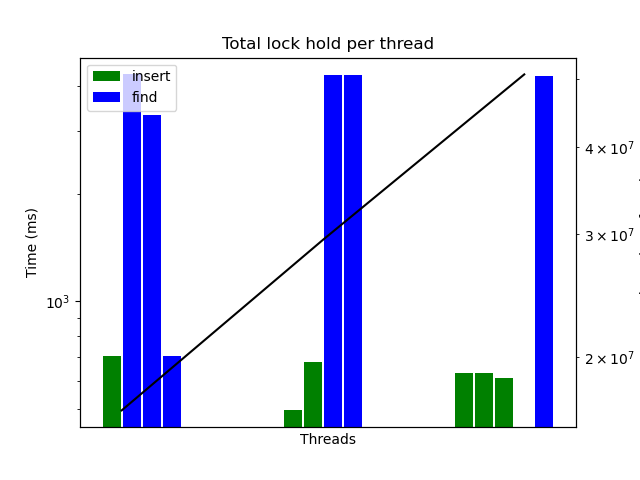 Total lock hold per thread
insert
find
Time (ms)
10³
4 × 10⁷
3 × 10⁷
2 × 10⁷
Threads